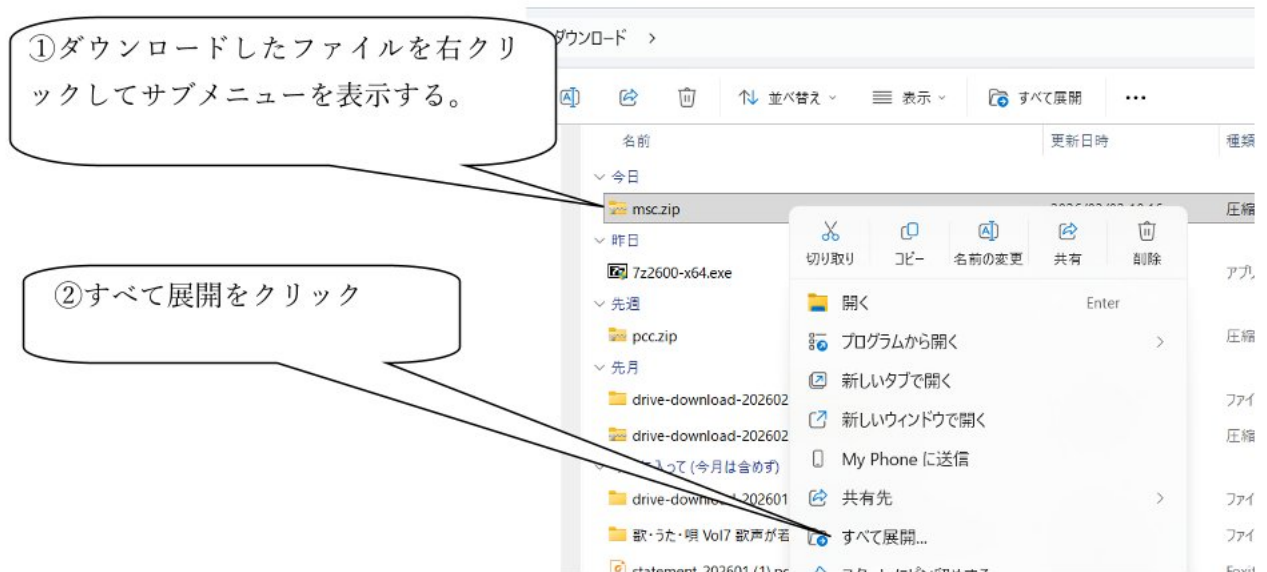 ①ダウンロードしたファイルを右クリ
ックしてサブメニューを表示する。
②すべて展開をクリック
ダウンロード >
並べ替え
表示
すべて展開
名前
更新日時
種類
今日
msc.zip
圧縮
昨日
7z2600-x64.exe
アプリ
先週
pcc.zip
圧縮
先月
drive-download-202602
ファイ
drive-download-202602
圧縮
って (今月は含めず)
drive-download-202601
ファイ
歌・うた・唄 Vol7 歌声が若
ファイ
statement_202601 (1)
切り取り
コピー
名前の変更
共有
削除
開く
Enter
プログラムから開く
新しいタブで開く
新しいウィンドウで開く
My Phone に送信
共有先
すべて展開...